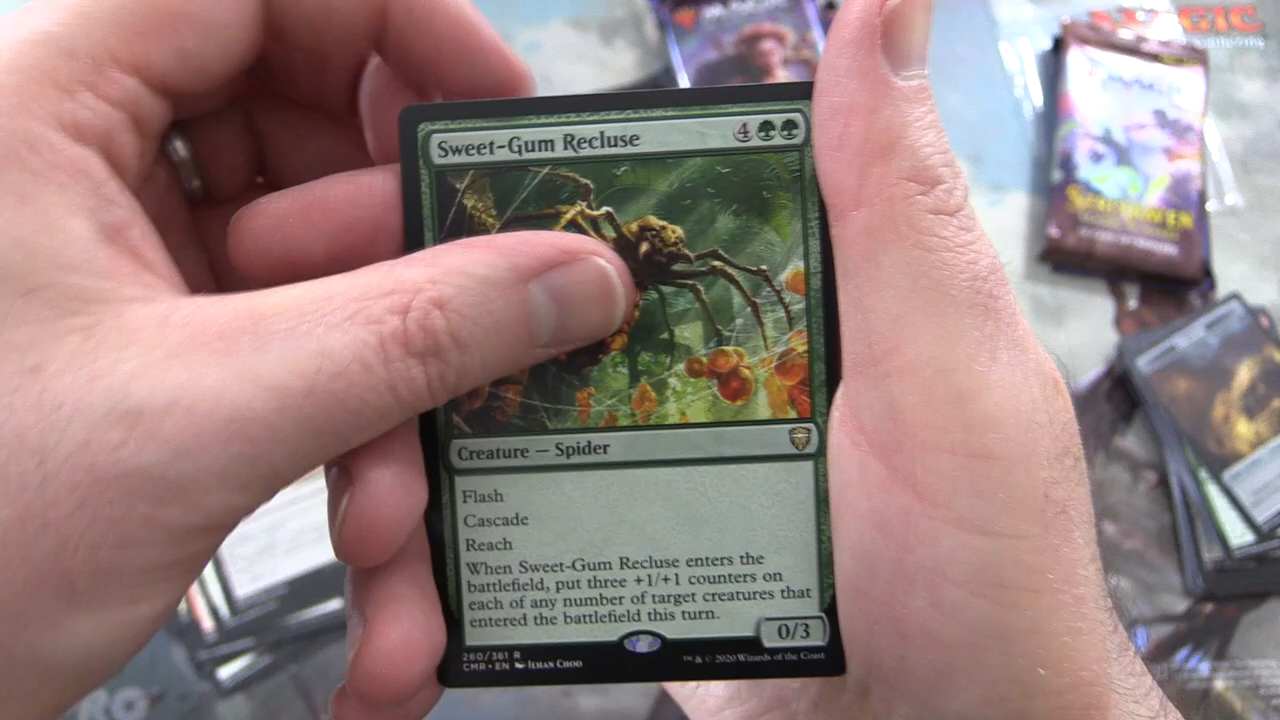 MAGIC
Sweet-Gum Recluse
4
Creature — Spider
Flash
Cascade
Reach
When Sweet-Gum Recluse enters the
battlefield, put three +1/+1 counters on
each of any number of target creatures that
entered the battlefield this turn.
0/3
260/361 R
CMR • EN Jehan Choo
™ & © 2020 Wizards of the Coast